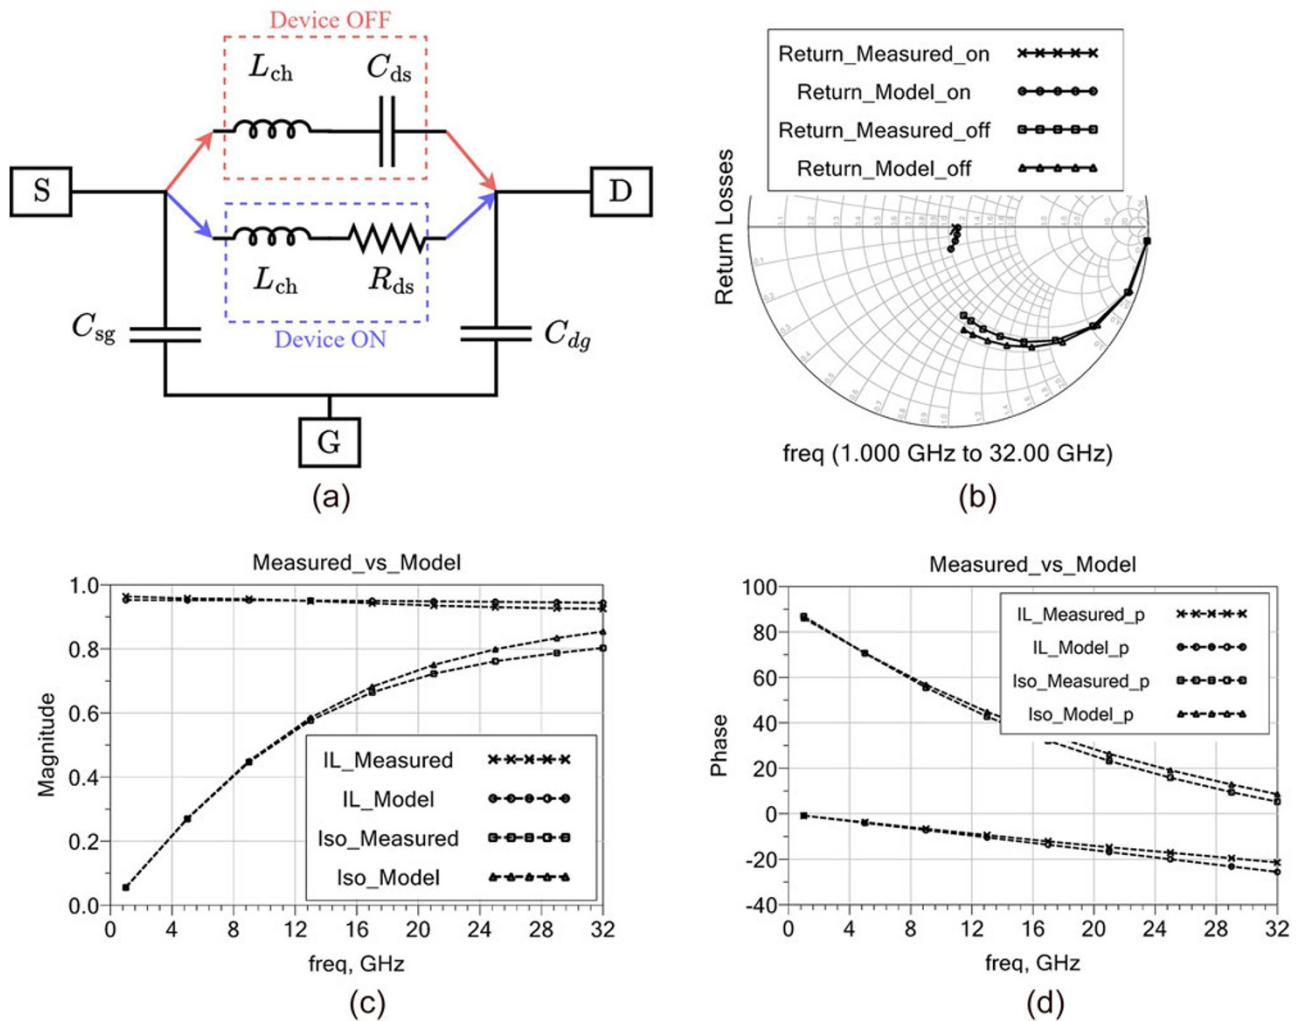 Device OFF
L_ch
C_ds
S
D
L_ch
R_ds
Device ON
C_sg
C_dg
G
(a)
Return_Measured_on
Return_Model_on
Return_Measured_off
Return_Model_off
Return Losses
freq (1.000 GHz to 32.00 GHz)
(b)
Measured_vs_Model
1.0
0.8
0.6
0.4
0.2
0.0
Magnitude
IL_Measured
IL_Model
Iso_Measured
Iso_Model
0 4 8 12 16 20 24 28 32
freq, GHz
(c)
Measured_vs_Model
100
80
60
40
20
0
-20
-40
Phase
IL_Measured_p
IL_Model_p
Iso_Measured_p
Iso_Model_p
0 4 8 12 16 20 24 28 32
freq, GHz
(d)